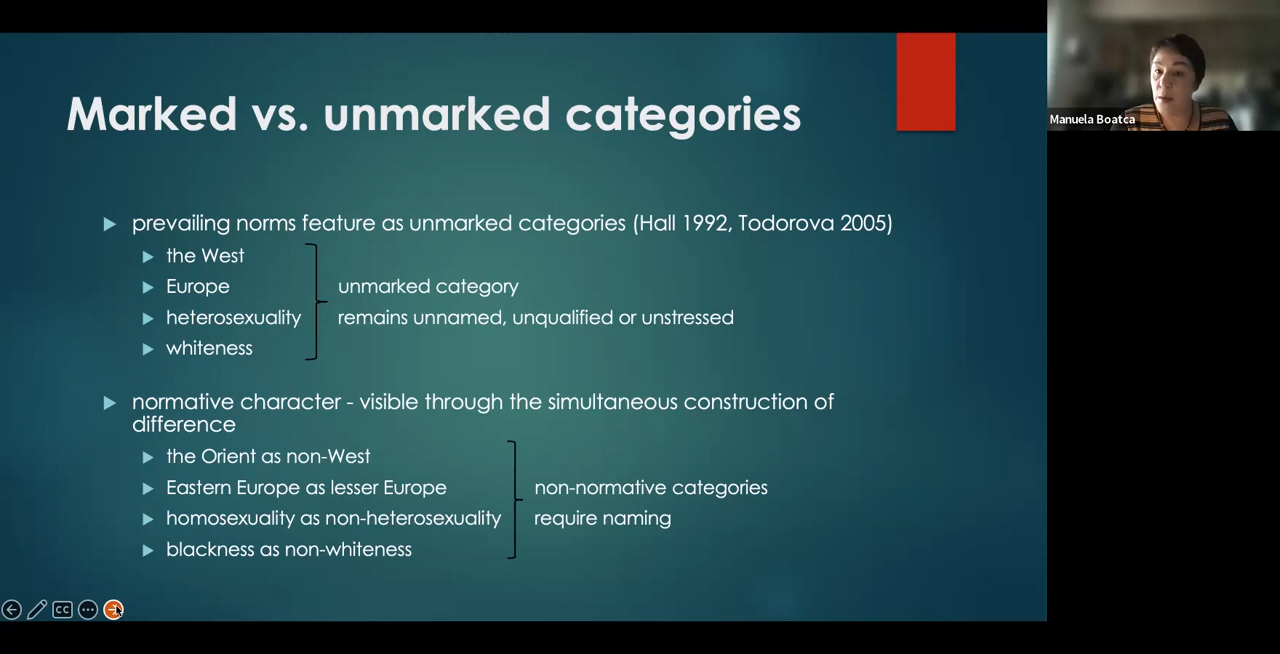 Marked vs. unmarked categories
Manuela Boatca
prevailing norms feature as unmarked categories (Hall 1992, Todorova 2005)
the West
Europe
heterosexuality
whiteness
unmarked category
remains unnamed, unqualified or unstressed
normative character - visible through the simultaneous construction of
difference
the Orient as non-West
Eastern Europe as lesser Europe
homosexuality as non-heterosexuality
blackness as non-whiteness
non-normative categories
require naming
CC